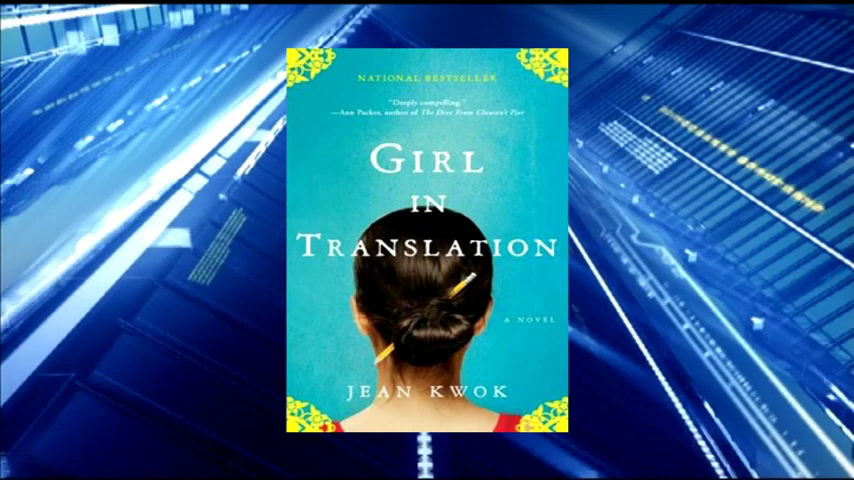 NATIONAL BESTSELLER
"Deeply compelling."
—Ann Packer, author of The Dive From Clausen's Pier
GIRL
IN
TRANSLATION
A NOVEL
JEAN KWOK